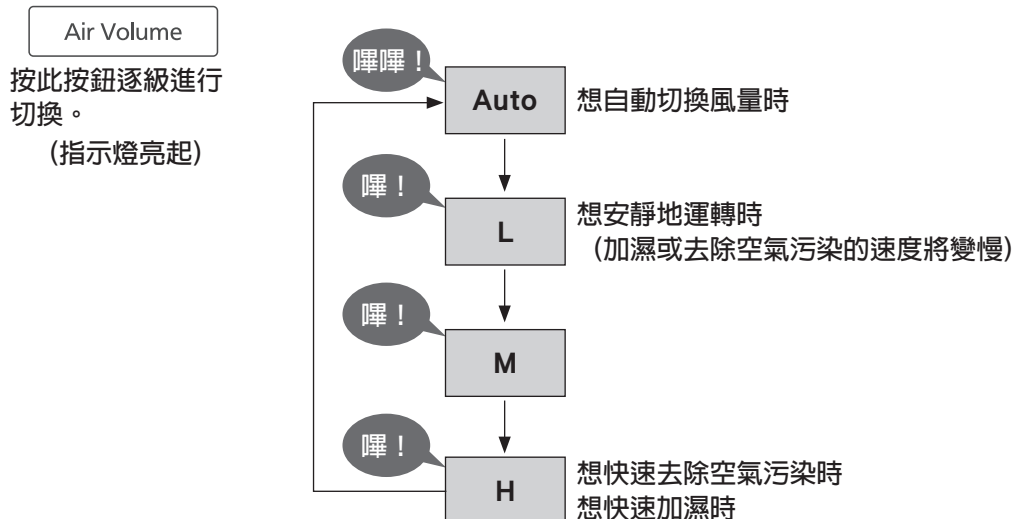 Air Volume
按此按鈕逐級進行
切換。
(指示燈亮起)
嗶嗶！
Auto
想自動切換風量時
嗶！
L
想安靜地運轉時
(加濕或去除空氣污染的速度將變慢)
嗶！
M
嗶！
H
想快速去除空氣污染時
想快速加濕時